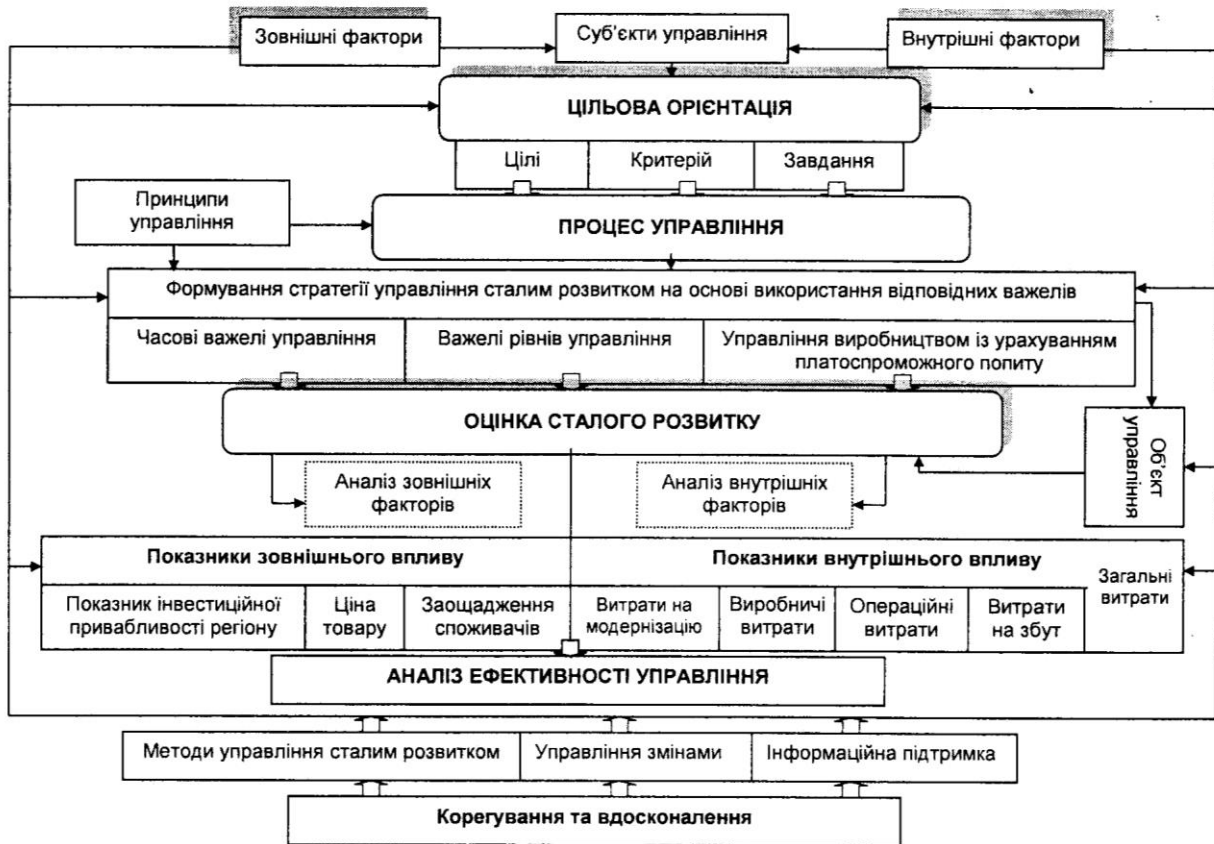 Зовнішні фактори
Суб'єкти управління
Внутрішні фактори
ЦІЛЬОВА ОРІЄНТАЦІЯ
Цілі
Критерій
Завдання
Принципи
управління
ПРОЦЕС УПРАВЛІННЯ
Формування стратегії управління сталим розвитком на основі використання відповідних важелів
Часові важелі управління
Важелі рівнів управління
Управління виробництвом із урахуванням
платоспроможного попиту
ОЦІНКА СТАЛОГО РОЗВИТКУ
Об'єкт
управління
Аналіз зовнішніх
факторів
Аналіз внутрішніх
факторів
Показники зовнішнього впливу
Показники внутрішнього впливу
Загальні
витрати
Показник інвестиційної
привабливості регіону
Ціна
товару
Заощадження
споживачів
Витрати на
модернізацію
Виробничі
витрати
Операційні
витрати
Витрати
на збут
АНАЛІЗ ЕФЕКТИВНОСТІ УПРАВЛІННЯ
Методи управління сталим розвитком
Управління змінами
Інформаційна підтримка
Корегування та вдосконалення